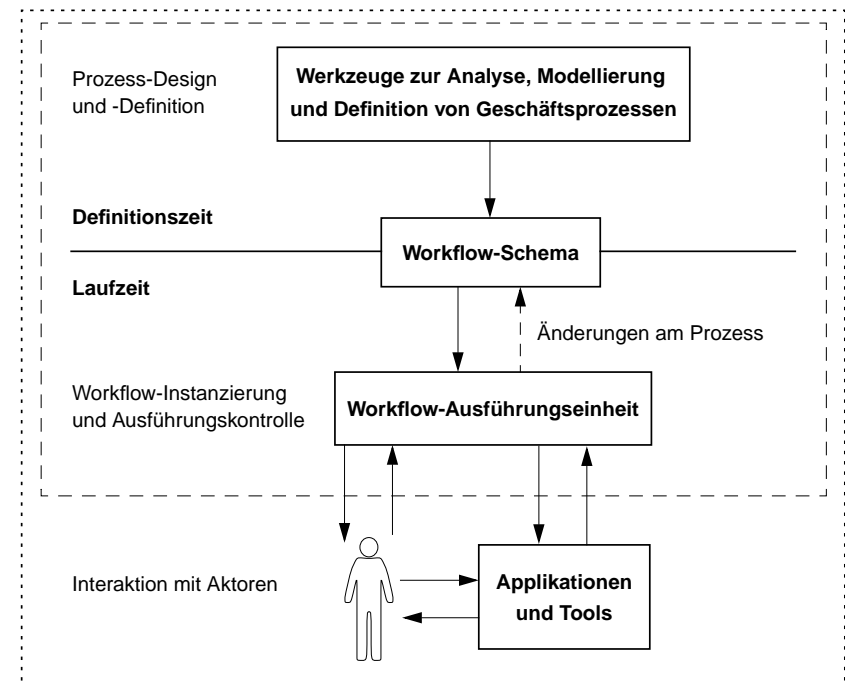 Prozess-Design
und -Definition
Werkzeuge zur Analyse, Modellierung
und Definition von Geschäftsprozessen
Definitionszeit
Workflow-Schema
Laufzeit
Änderungen am Prozess
Workflow-Instanzierung
und Ausführungskontrolle
Workflow-Ausführungseinheit
Interaktion mit Aktoren
Applikationen
und Tools